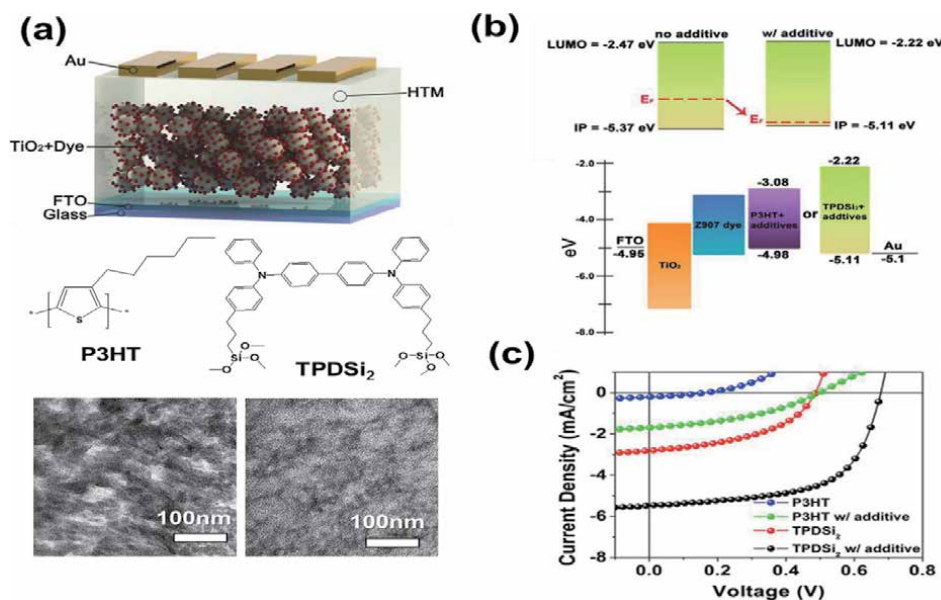 (a)
Au
HTM
TiO₂+Dye
FTO
Glass
S
P3HT
N
N
O
Si
O
O
O
Si
O
O
TPDSi₂
100nm
100nm
(b)
no additive
w/ additive
LUMO = -2.47 eV
LUMO = -2.22 eV
E_F
E_F
IP = -5.37 eV
IP = -5.11 eV
-2.0
-4.0
-6.0
-8.0
eV
FTO
-4.95
TiO₂
Z907 dye
-3.08
P3HT+
additives
-4.98
or
-2.22
TPDSi₂+
addtives
-5.11
Au
-5.1
(c)
Current Density (mA/cm²)
0
-2
-4
-6
-8
P3HT
P3HT w/ additive
TPDSi₂
TPDSi₂ w/ additive
0.0
0.2
0.4
0.6
0.8
Voltage (V)